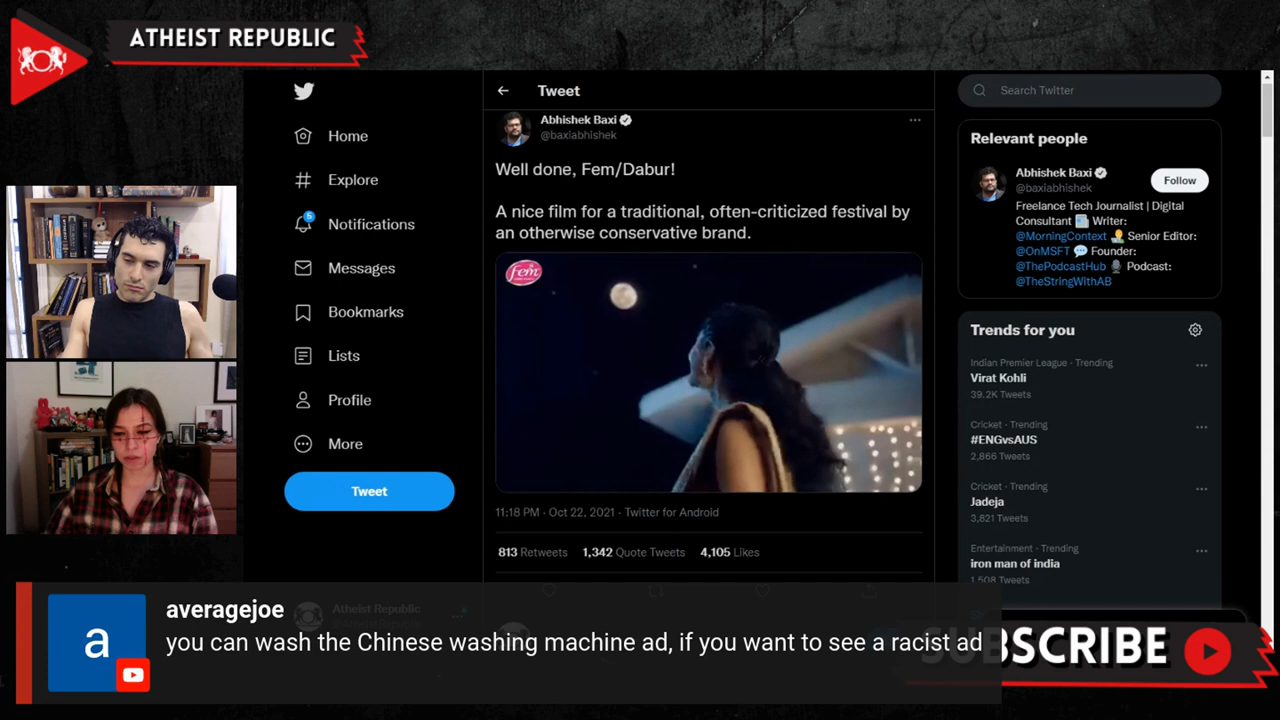 ATHEIST REPUBLIC
Home
Explore
5
Notifications
Messages
Bookmarks
Lists
Profile
More
Tweet
Tweet
Abhishek Baxi
@baxiabhishek
Well done, Fem/Dabur!
A nice film for a traditional, often-criticized festival by
an otherwise conservative brand.
fem
11:18 PM · Oct 22, 2021 · Twitter for Android
813 Retweets 1,342 Quote Tweets 4,105 Likes
Search Twitter
Relevant people
Abhishek Baxi
@baxiabhishek
Follow
Freelance Tech Journalist | Digital
Consultant Writer:
@MorningContext Senior Editor:
@OnMSFT Founder:
@ThePodcastHub Podcast:
@TheStringWithAB
Trends for you
Indian Premier League · Trending
Virat Kohli
39.2K Tweets
Cricket · Trending
#ENGvsAUS
2,866 Tweets
Cricket · Trending
Jadeja
3,821 Tweets
Entertainment · Trending
iron man of india
1,508 Tweets
Atheist Republic
a
averagejoe
you can wash the Chinese washing machine ad, if you want to see a racist ad
SUBSCRIBE